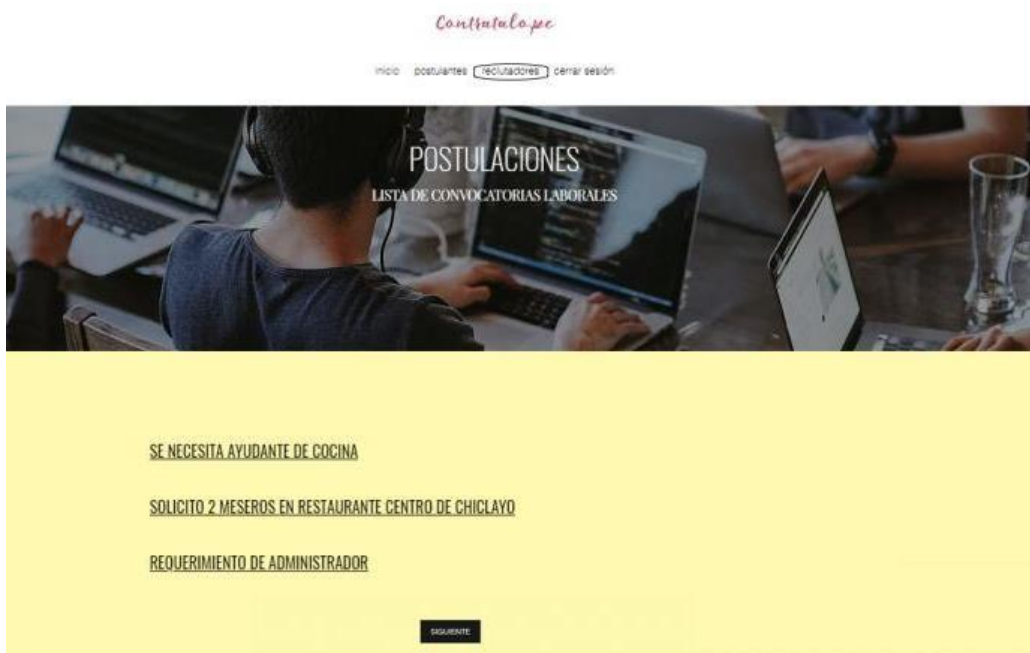 Contratalo.pe
inicio postulantes reclutadores cerrar sesión
POSTULACIONES
LISTA DE CONVOCATORIAS LABORALES
SE NECESITA AYUDANTE DE COCINA
SOLICITO 2 MESEROS EN RESTAURANTE CENTRO DE CHICLAYO
REQUERIMIENTO DE ADMINISTRADOR
SIGUIENTE